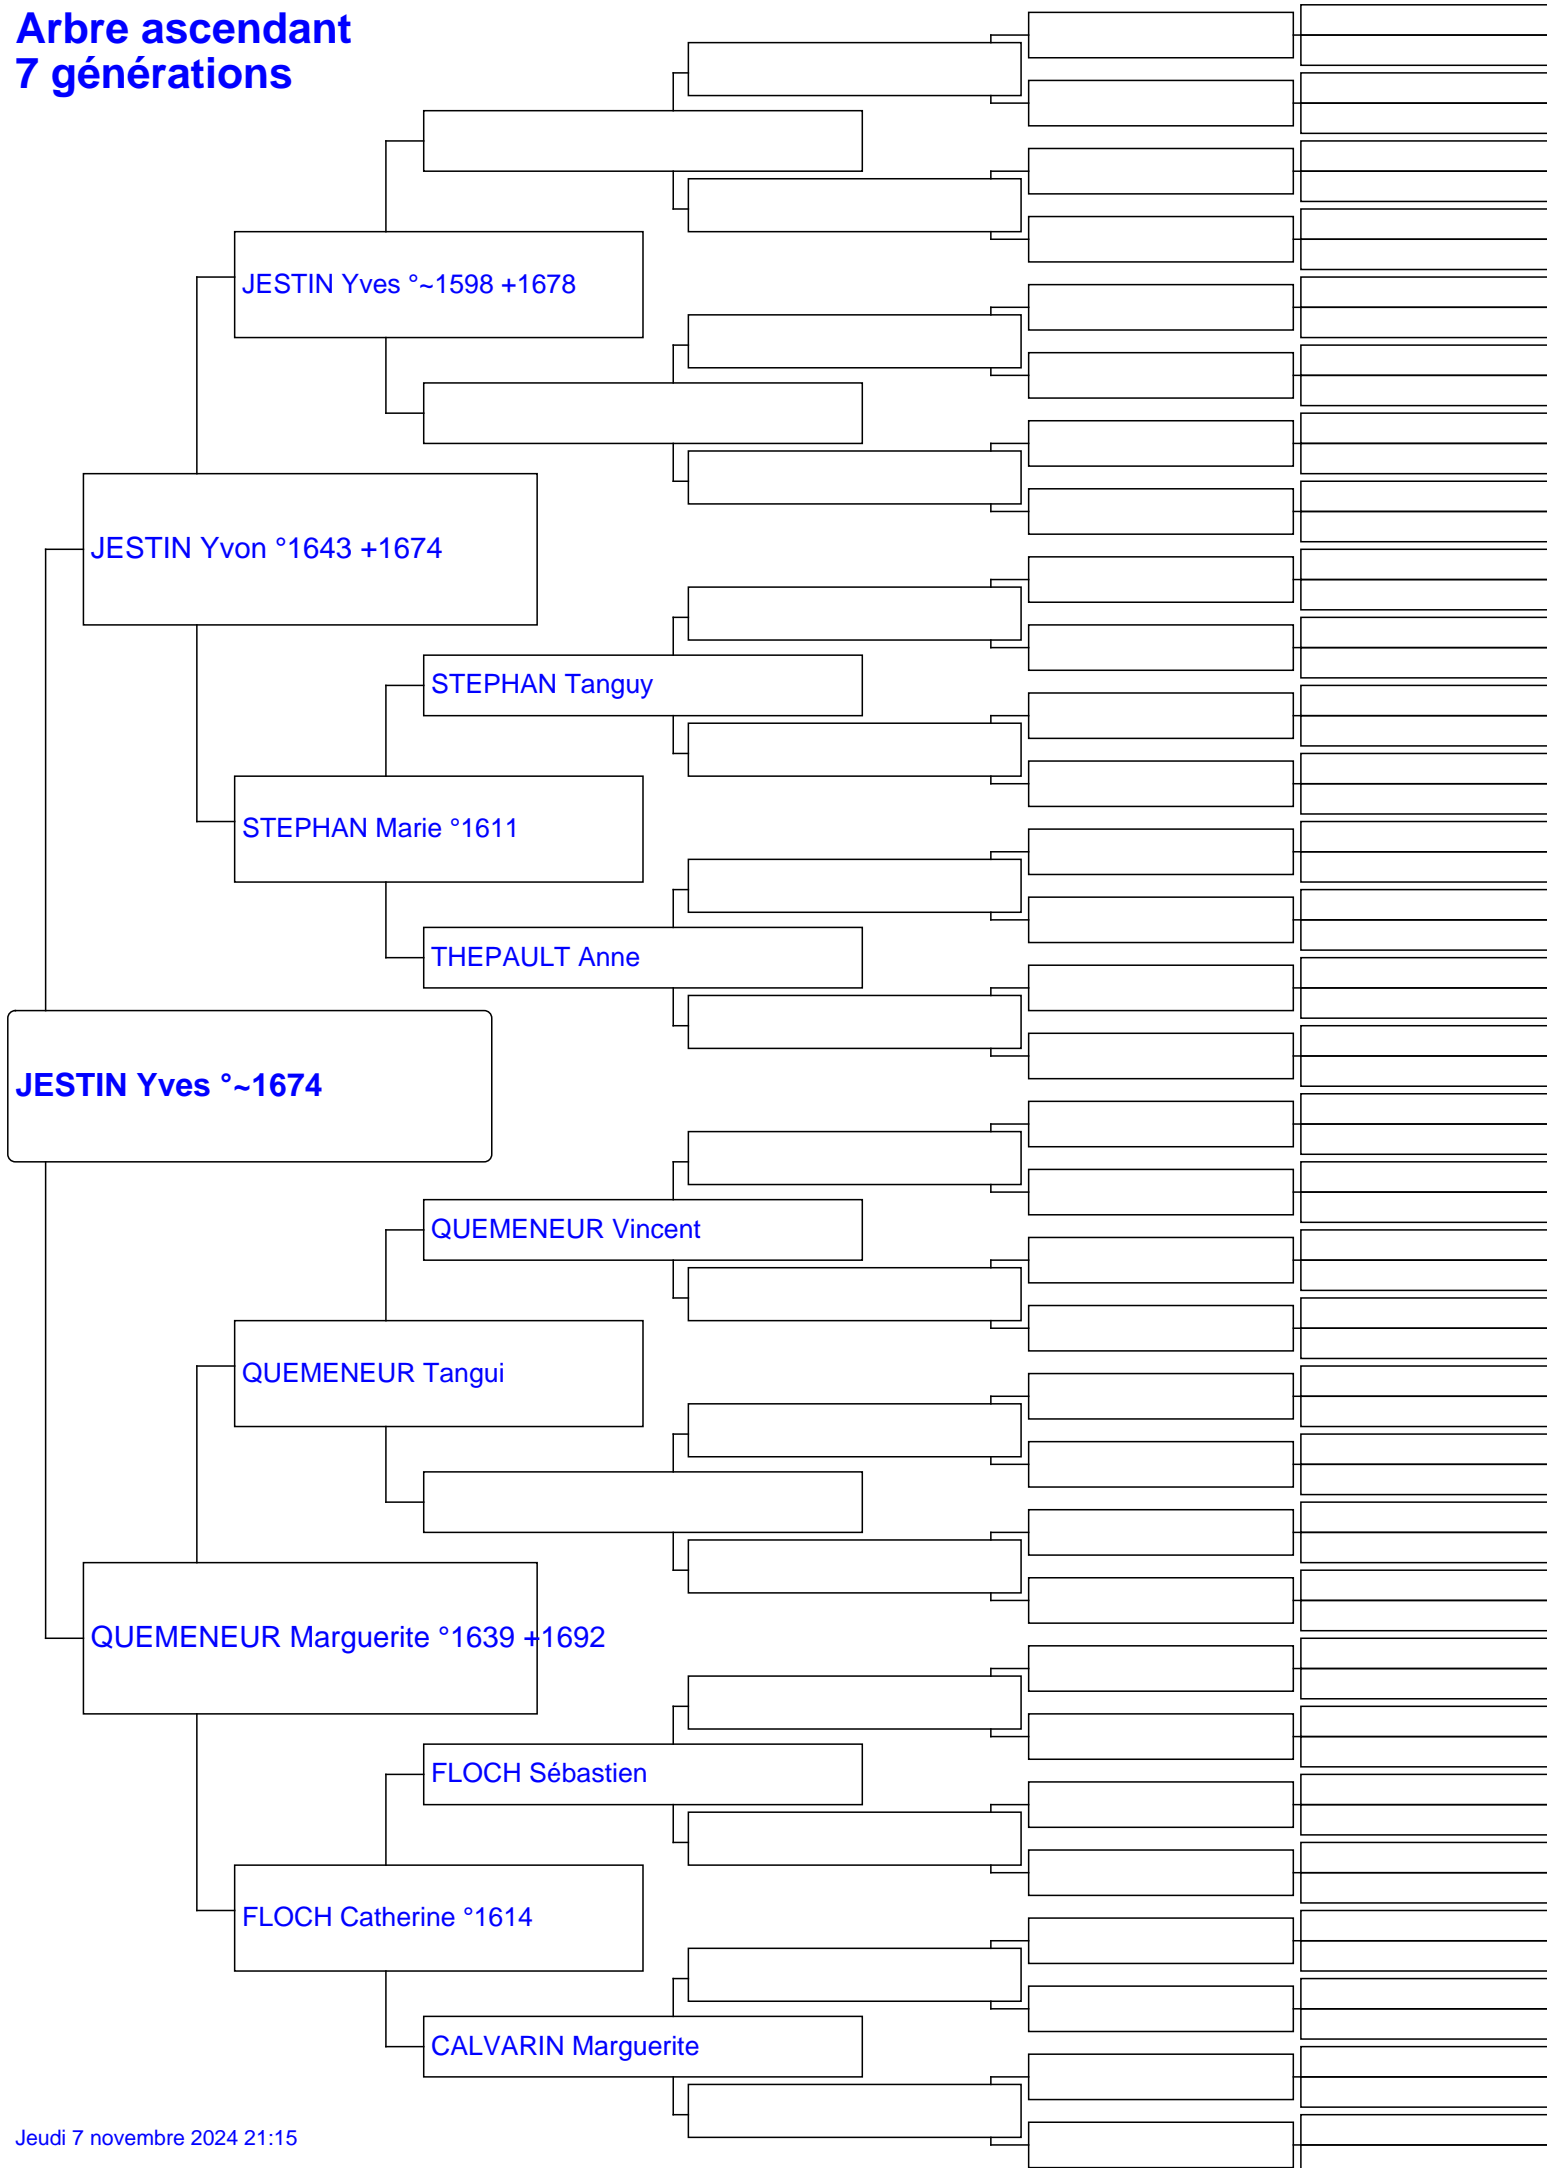 Arbre ascendant
7 générations
JESTIN Yves °~1598 +1678
JESTIN Yvon °1643 +1674
STEPHAN Tanguy
STEPHAN Marie °1611
THEPAULT Anne
JESTIN Yves °~1674
QUEMENEUR Vincent
QUEMENEUR Tangui
QUEMENEUR Marguerite °1639 +1692
FLOCH Sébastien
FLOCH Catherine °1614
CALVARIN Marguerite
Jeudi 7 novembre 2024 21:15